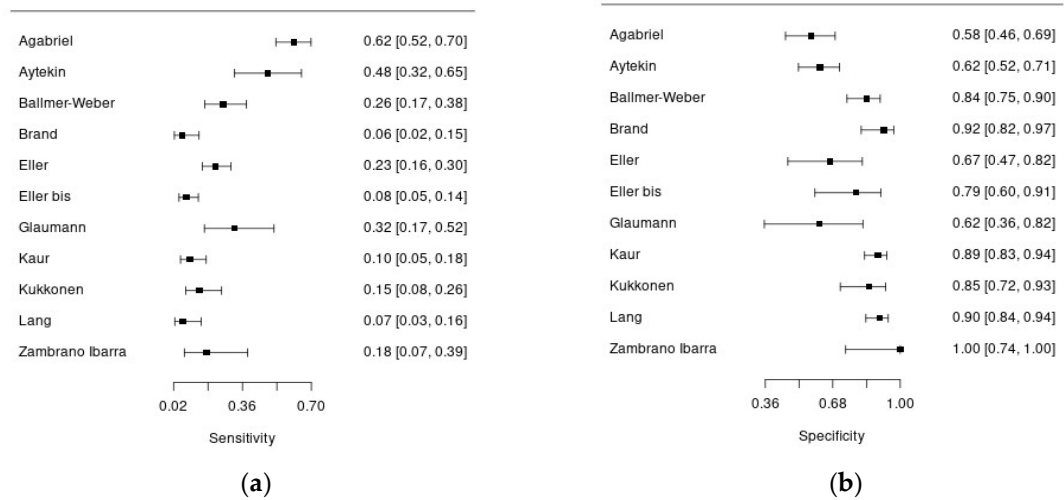 Agabriel 0.62 [0.52, 0.70]
Aytekin 0.48 [0.32, 0.65]
Ballmer-Weber 0.26 [0.17, 0.38]
Brand 0.06 [0.02, 0.15]
Eller 0.23 [0.16, 0.30]
Eller bis 0.08 [0.05, 0.14]
Glaumann 0.32 [0.17, 0.52]
Kaur 0.10 [0.05, 0.18]
Kukkonen 0.15 [0.08, 0.26]
Lang 0.07 [0.03, 0.16]
Zambrano Ibarra 0.18 [0.07, 0.39]
0.02 0.36 0.70
Sensitivity
(a)
Agabriel 0.58 [0.46, 0.69]
Aytekin 0.62 [0.52, 0.71]
Ballmer-Weber 0.84 [0.75, 0.90]
Brand 0.92 [0.82, 0.97]
Eller 0.67 [0.47, 0.82]
Eller bis 0.79 [0.60, 0.91]
Glaumann 0.62 [0.36, 0.82]
Kaur 0.89 [0.83, 0.94]
Kukkonen 0.85 [0.72, 0.93]
Lang 0.90 [0.84, 0.94]
Zambrano Ibarra 1.00 [0.74, 1.00]
0.36 0.68 1.00
Specificity
(b)